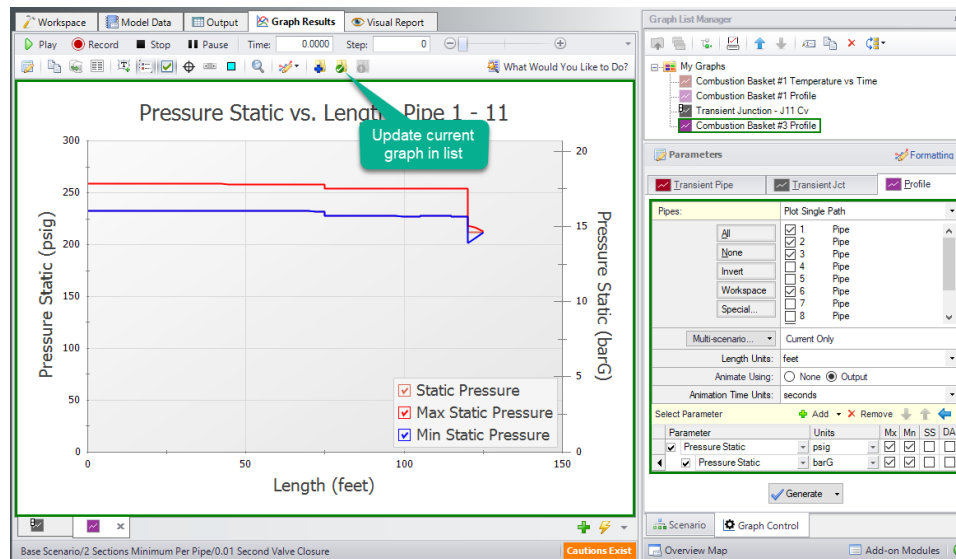 Workspace Model Data Output Graph Results Visual Report
Play Record Stop Pause Time: 0.0000 Step: 0
What Would You Like to Do?
Pressure Static vs. Length Pipe 1 - 11
Update current
graph in list
300
250
200
150
100
50
0
Pressure Static (psig)
20
15
10
5
0
Pressure Static (barG)
Static Pressure
Max Static Pressure
Min Static Pressure
0 50 100 150
Length (feet)
Base Scenario/2 Sections Minimum Per Pipe/0.01 Second Valve Closure Cautions Exist
Graph List Manager
My Graphs
Combustion Basket #1 Temperature vs Time
Combustion Basket #1 Profile
Transient Junction - J11 Cv
Combustion Basket #3 Profile
Parameters Formatting
Transient Pipe Transient Jct Profile
Pipes: Plot Single Path
All
None
Invert
Workspace
Special...
1 Pipe
2 Pipe
3 Pipe
4 Pipe
5 Pipe
6 Pipe
7 Pipe
8 Pipe
Multi-scenario... Current Only
Length Units: feet
Animate Using: None Output
Animation Time Units: seconds
Select Parameter Add Remove
Parameter Units Mx Mn SS DA
Pressure Static psig
Pressure Static barG
Generate
Scenario Graph Control
Overview Map Add-on Modules